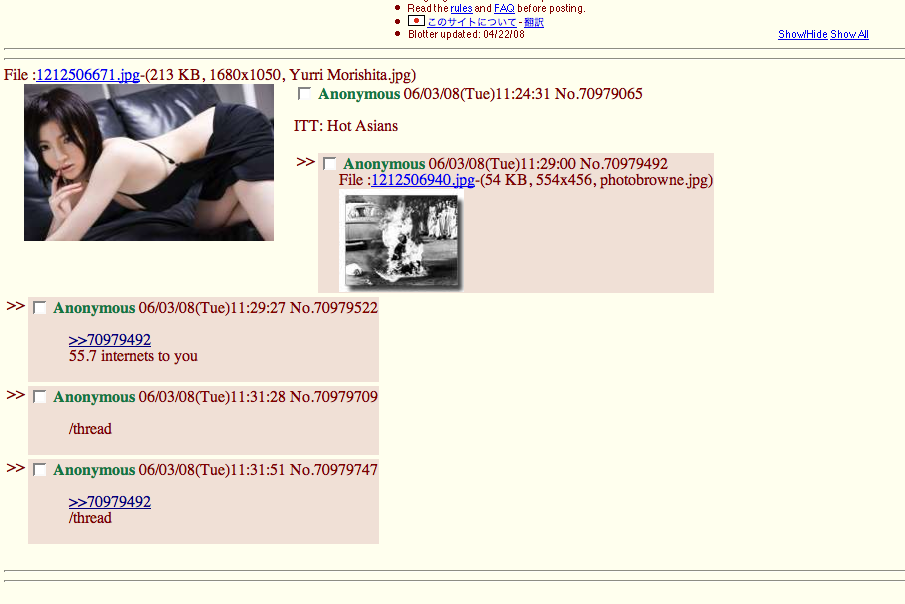 Read the rules and FAQ before posting.
このサイトについて - 翻訳
Blotter updated: 04/22/08
Show/Hide Show All
File :1212506671.jpg-(213 KB, 1680x1050, Yurri Morishita.jpg)
Anonymous 06/03/08(Tue)11:24:31 No.70979065
ITT: Hot Asians
>> Anonymous 06/03/08(Tue)11:29:00 No.70979492
File :1212506940.jpg-(54 KB, 554x456, photobrowne.jpg)
>> Anonymous 06/03/08(Tue)11:29:27 No.70979522
>>70979492
55.7 internets to you
>> Anonymous 06/03/08(Tue)11:31:28 No.70979709
/thread
>> Anonymous 06/03/08(Tue)11:31:51 No.70979747
>>70979492
/thread